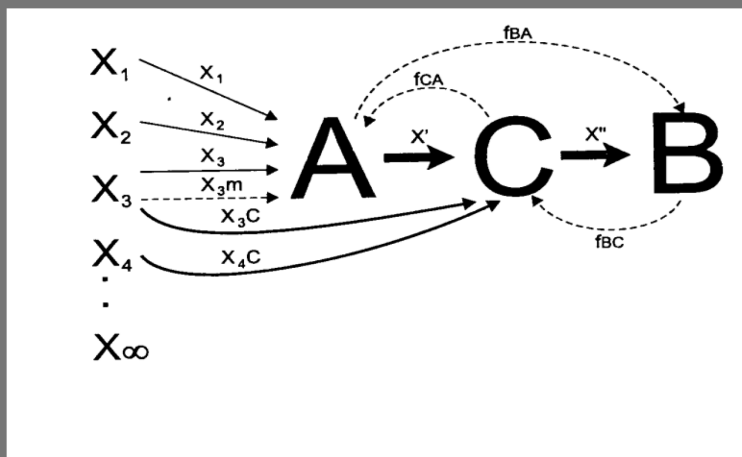 fBA
X₁
X₁
fCA
X₂
X₂
A
X'
C
X"
B
X₃
X₃
X₃m
X₃C
fBC
X₄
X₄C
X∞